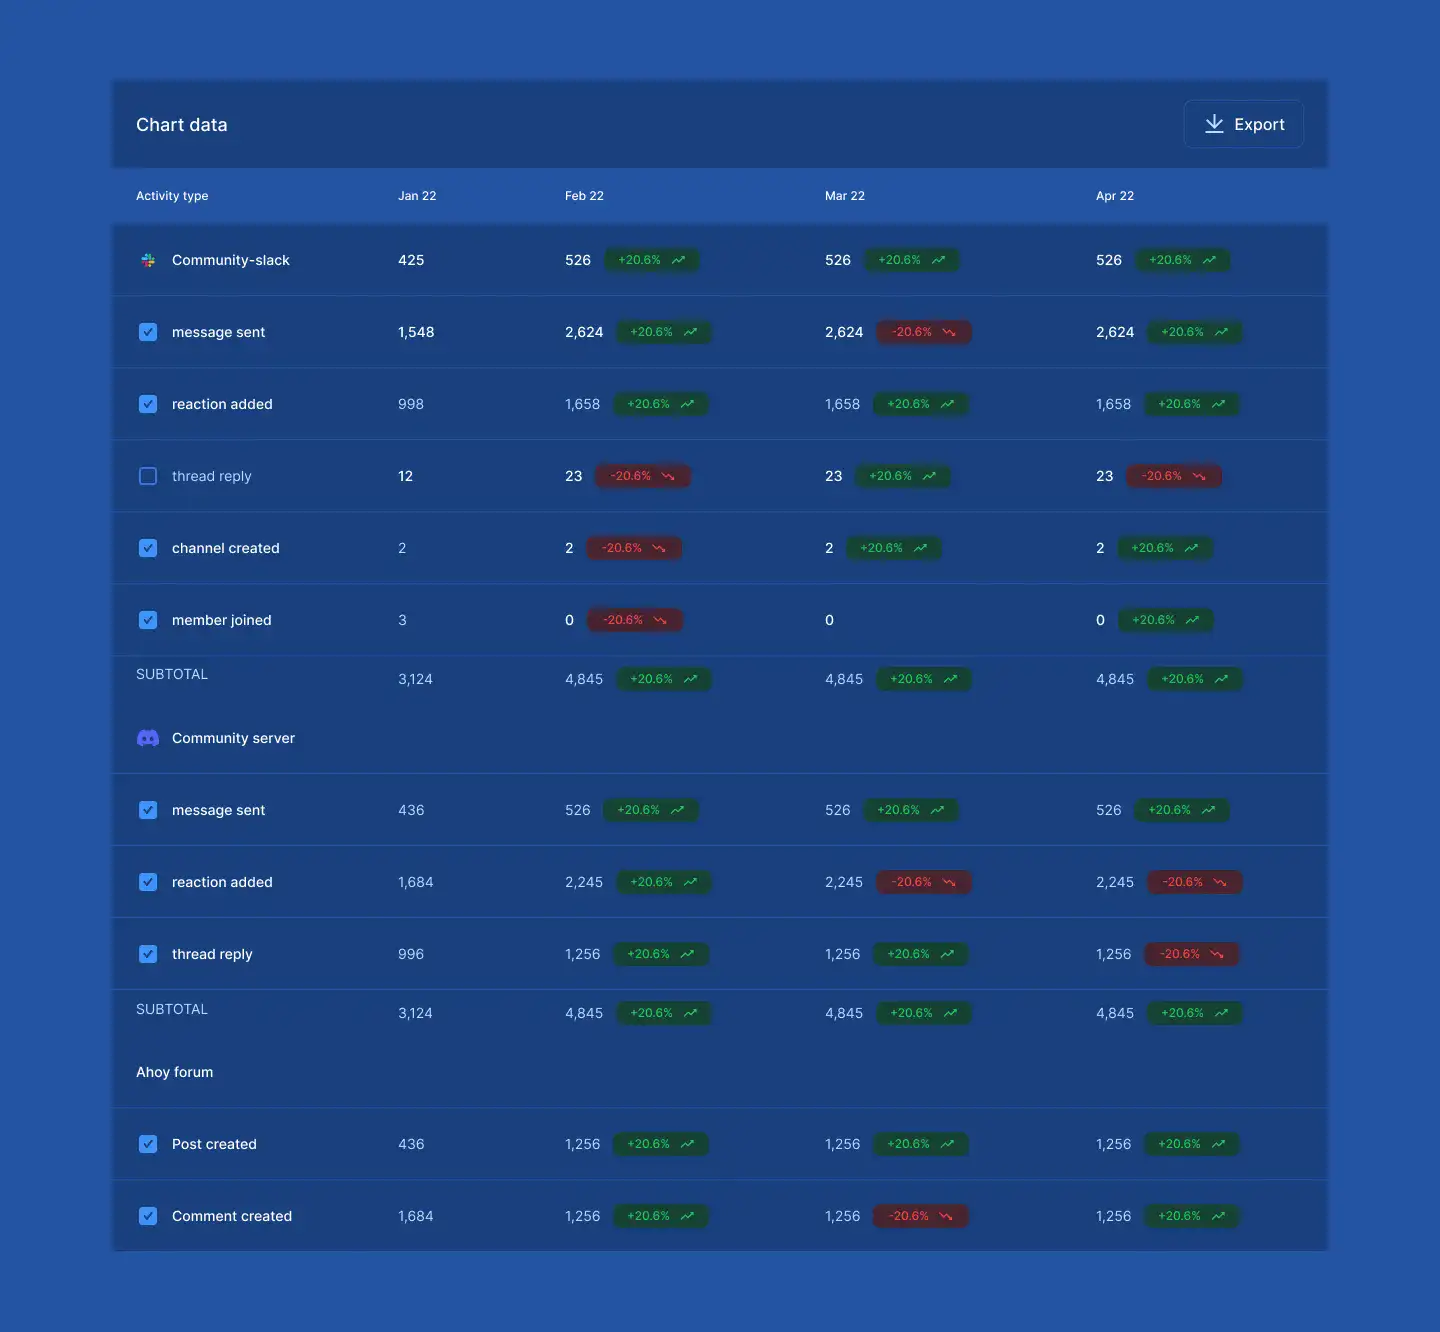 Chart data
Export
Activity type Jan 22 Feb 22 Mar 22 Apr 22
Community-slack 425 526 +20.6% 526 +20.6% 526 +20.6%
message sent 1,548 2,624 +20.6% 2,624 -20.6% 2,624 +20.6%
reaction added 998 1,658 +20.6% 1,658 +20.6% 1,658 +20.6%
thread reply 12 23 -20.6% 23 +20.6% 23 -20.6%
channel created 2 2 -20.6% 2 +20.6% 2 +20.6%
member joined 3 0 -20.6% 0 0 +20.6%
SUBTOTAL 3,124 4,845 +20.6% 4,845 +20.6% 4,845 +20.6%
Community server
message sent 436 526 +20.6% 526 +20.6% 526 +20.6%
reaction added 1,684 2,245 +20.6% 2,245 -20.6% 2,245 -20.6%
thread reply 996 1,256 +20.6% 1,256 +20.6% 1,256 -20.6%
SUBTOTAL 3,124 4,845 +20.6% 4,845 +20.6% 4,845 +20.6%
Ahoy forum
Post created 436 1,256 +20.6% 1,256 +20.6% 1,256 +20.6%
Comment created 1,684 1,256 +20.6% 1,256 -20.6% 1,256 +20.6%